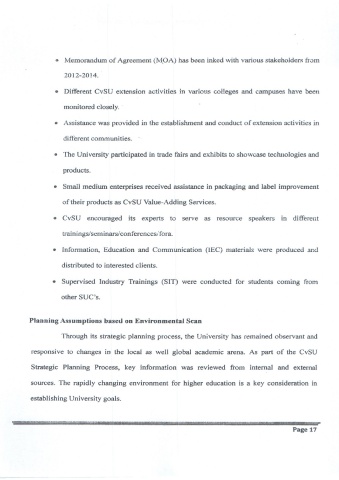 • Memorandum of Agreement (MOA) has been inked with various stakeholders from
2012-2014.
• Different CvSU extension activities in various colleges and campuses have been
monitored closely.
• Assistance was provided in the establishment and conduct of extension activities in
different communities.
• The University participated in trade fairs and exhibits to showcase technologies and
products.
• Small medium enterprises received assistance in packaging and label improvement
of their products as CvSU Value-Adding Services.
• CvSU encouraged its experts to serve as resource speakers in different
trainings/seminars/conferences/fora.
• Information, Education and Communication (IEC) materials were produced and
distributed to interested clients.
• Supervised Industry Trainings (SIT) were conducted for students coming from
other SUC's.
Planning Assumptions based on Environmental Scan
Through its strategic planning process, the University has remained observant and
responsive to changes in the local as well global academic arena. As part of the CvSU
Strategic Planning Process, key information was reviewed from internal and external
sources. The rapidly changing environment for higher education is a key consideration in
establishing University goals.
Page 17